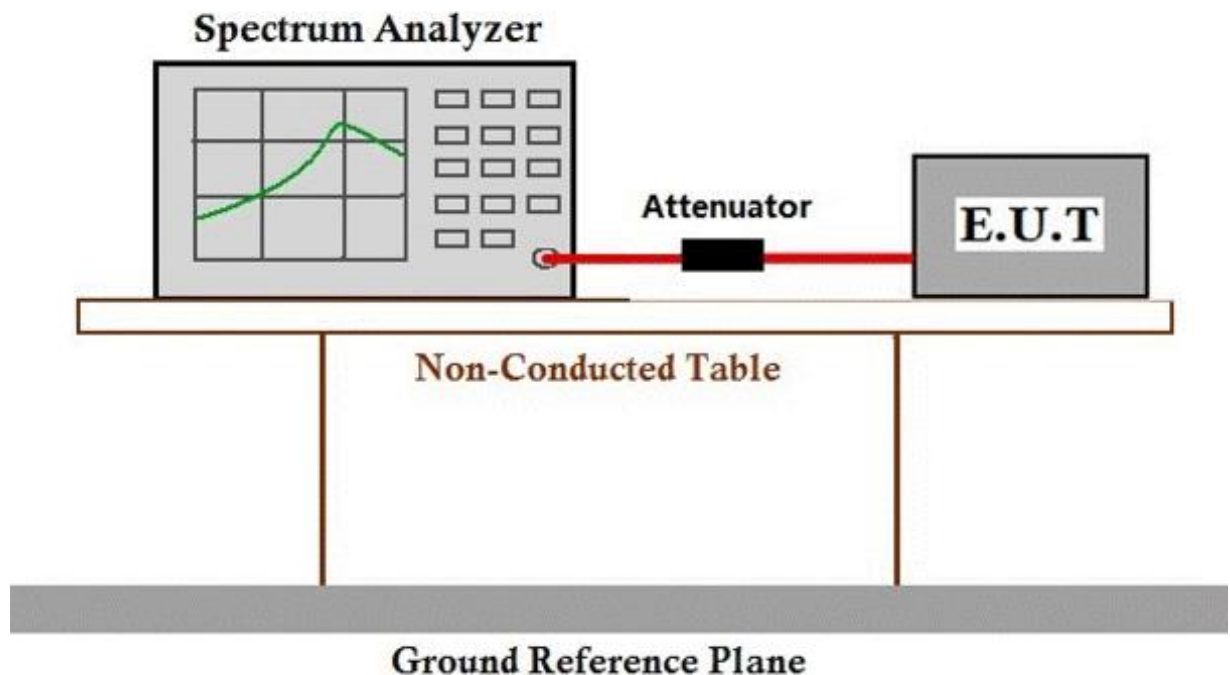 Spectrum Analyzer
Attenuator
E.U.T
Non-Conducted Table
Ground Reference Plane